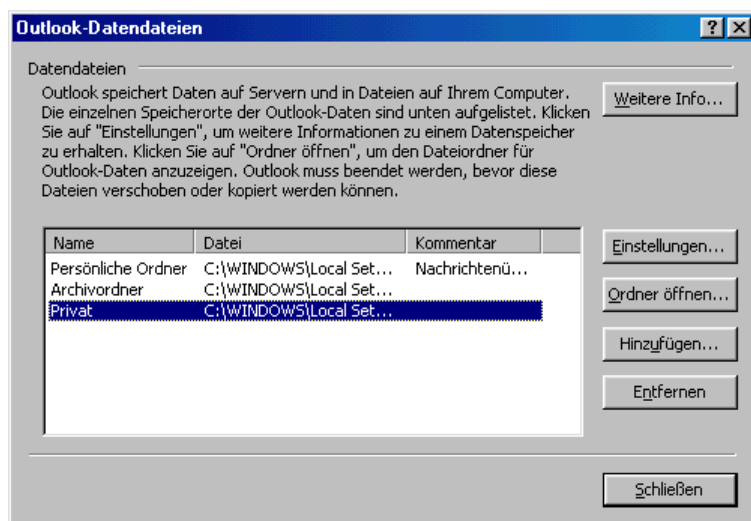 Outlook-Datendateien
Datendateien
Outlook speichert Daten auf Servern und in Dateien auf Ihrem Computer.
Die einzelnen Speicherorte der Outlook-Daten sind unten aufgelistet. Klicken
Sie auf "Einstellungen", um weitere Informationen zu einem Datenspeicher
zu erhalten. Klicken Sie auf "Ordner öffnen", um den Dateiordner für
Outlook-Daten anzuzeigen. Outlook muss beendet werden, bevor diese
Dateien verschoben oder kopiert werden können.
Weitere Info...
Name Datei Kommentar
Persönliche Ordner C:\WINDOWS\Local Set... Nachrichtenü...
Archivordner C:\WINDOWS\Local Set...
Privat C:\WINDOWS\Local Set...
Einstellungen...
Ordner öffnen...
Hinzufügen...
Entfernen
Schließen